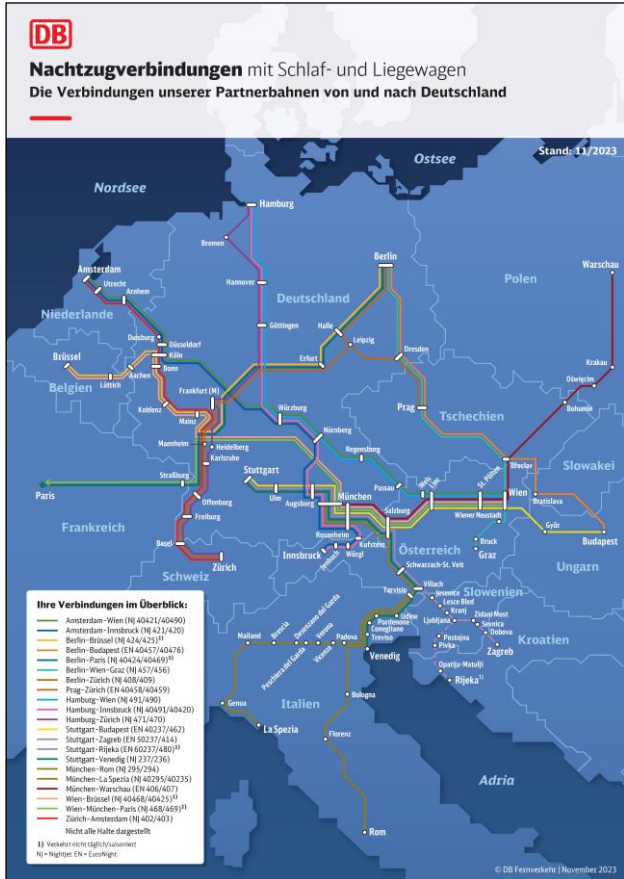 DB
Nachtzugverbindungen mit Schlaf- und Liegewagen
Die Verbindungen unserer Partnerbahnen von und nach Deutschland
Stand: 11/2023
Ostsee
Nordsee
Hamburg
Bremen
Berlin
Warschau
Amsterdam
Utrecht
Arnhem
Hannover
Deutschland
Polen
Niederlande
Göttingen
Halle
Leipzig
Duisburg
Düsseldorf
Köln
Bonn
Brüssel
Aachen
Lüttich
Belgien
Erfurt
Dresden
Krakau
Oświęcim
Bohumín
Frankfurt (M)
Koblenz
Mainz
Würzburg
Prag
Tschechien
Mannheim
Heidelberg
Karlsruhe
Nürnberg
Regensburg
Slowakei
Břeclav
Stuttgart
Straßburg
Paris
Passau
Wels
Linz
St. Pölten
Wien
Ulm
Augsburg
München
Salzburg
Wiener Neustadt
Bratislava
Offenburg
Freiburg
Frankreich
Rosenheim
Kufstein
Györ
Budapest
Basel
Zürich
Innsbruck
Jenbach
Wörgl
Österreich
Bruck
Graz
Ungarn
Schweiz
Schwarzach-St. Veit
Villach
Tarvisio
Slowenien
Jesenice
Lesce Bled
Kranj
Ljubljana
Zidani Most
Sevnica
Dobova
Zagreb
Kroatien
Udine
Pordenone
Conegliano
Treviso
Postojna
Pivka
Mailand
Brescia
Desenzano del Garda
Peschiera del Garda
Verona
Vicenza
Padova
Venedig
Opatija-Matulji
Rijeka¹⁾
Italien
Bologna
Genua
La Spezia
Florenz
Adria
Rom
Ihre Verbindungen im Überblick:
Amsterdam–Wien (NJ 40421/40490)
Amsterdam–Innsbruck (NJ 421/420)
Berlin–Brüssel (NJ 424/425)¹⁾
Berlin–Budapest (EN 40457/40476)
Berlin–Paris (NJ 40424/40469)¹⁾
Berlin–Wien–Graz (NJ 457/456)
Berlin–Zürich (NJ 408/409)
Prag–Zürich (EN 40458/40459)
Hamburg–Wien (NJ 491/490)
Hamburg–Innsbruck (NJ 40491/40420)
Hamburg–Zürich (NJ 471/470)
Stuttgart–Budapest (EN 40237/462)
Stuttgart–Zagreb (EN 50237/414)
Stuttgart–Rijeka (EN 60237/480)¹⁾
Stuttgart–Venedig (NJ 237/236)
München–Rom (NJ 295/294)
München–La Spezia (NJ 40295/40235)
München–Warschau (EN 406/407)
Wien–Brüssel (NJ 40468/40425)¹⁾
Wien–München–Paris (NJ 468/469)¹⁾
Zürich–Amsterdam (NJ 402/403)
Nicht alle Halte dargestellt
1) Verkehrt nicht täglich/saisoniert
NJ = Nightjet EN = EuroNight
© DB Fernverkehr | November 2023